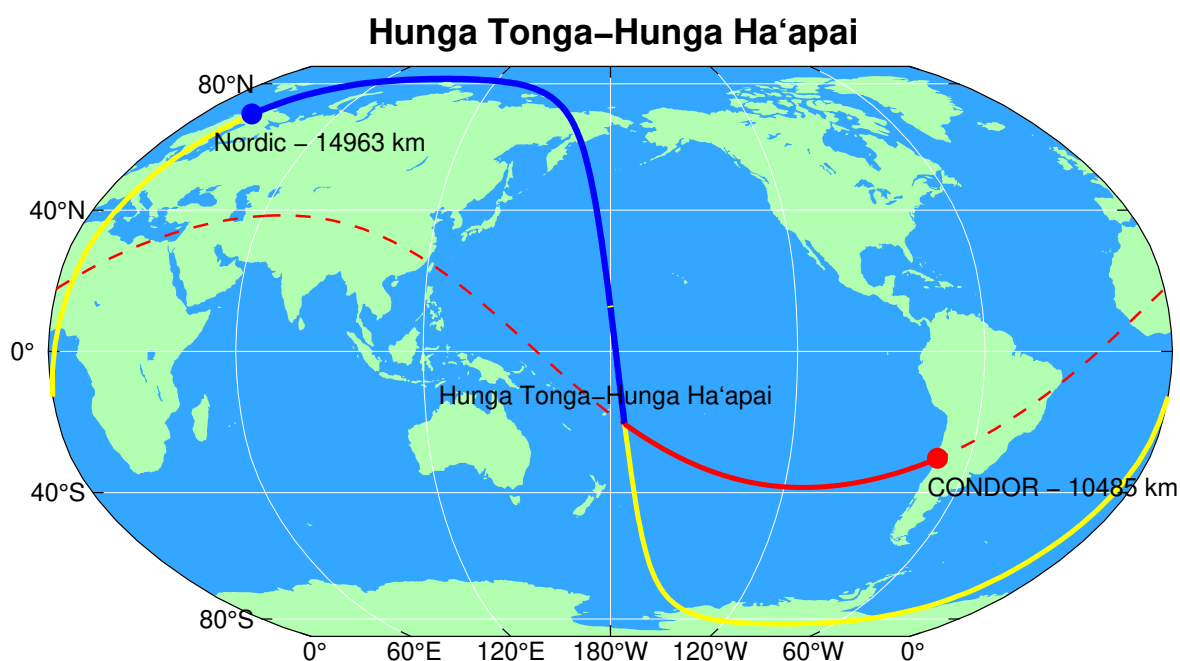 Hunga Tonga–Hunga Ha‘apai
80°N
Nordic – 14963 km
40°N
0°
Hunga Tonga–Hunga Ha‘apai
40°S
CONDOR – 10485 km
80°S
0° 60°E 120°E 180°W 120°W 60°W 0°